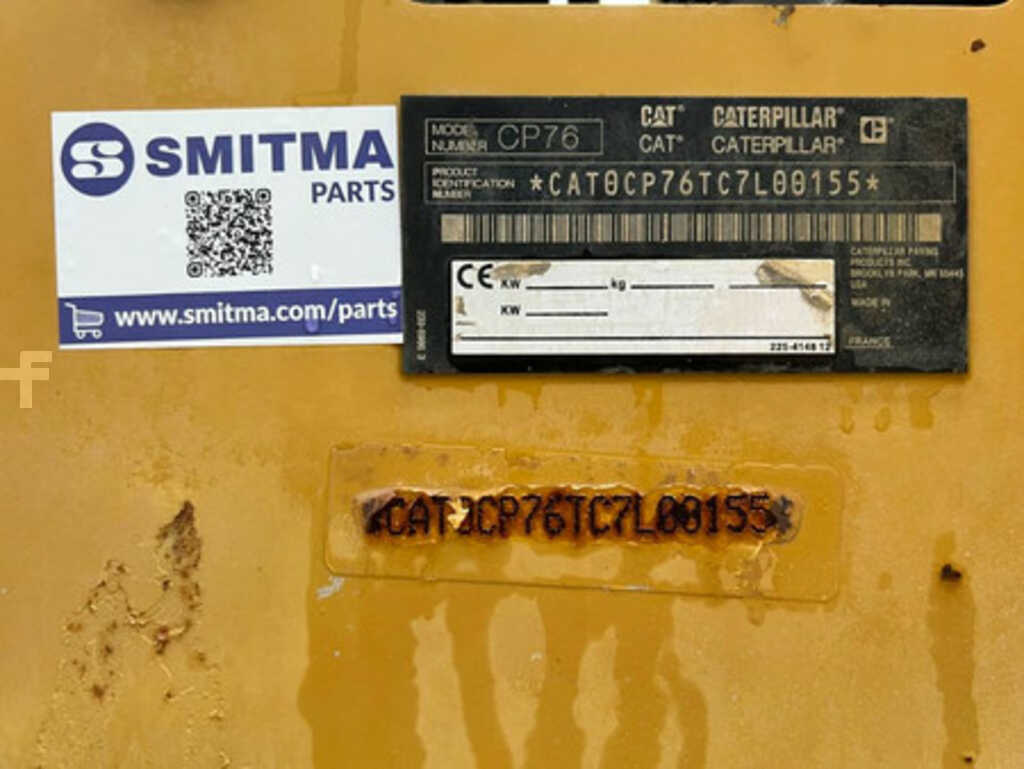 SMITMA
PARTS
www.smitma.com/parts
MODEL NUMBER CP76
CAT® CATERPILLAR®
CAT® CATERPILLAR®
PRODUCT IDENTIFICATION NUMBER *CAT0CP76TC7L00155*
CATERPILLAR PAVING
PRODUCTS INC.
BROOKLYN PARK, MN 55445
USA
MADE IN
FRANCE
CE KW kg
KW
225-4148 12
*CAT0CP76TC7L00155*
f